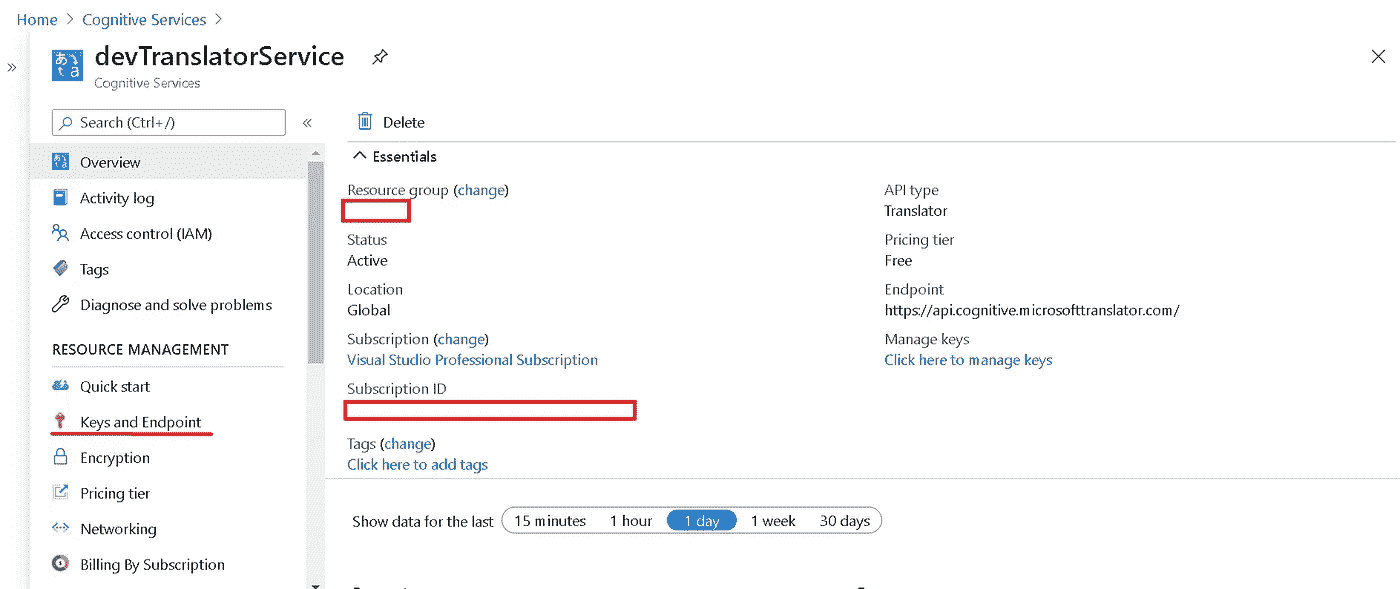 Home > Cognitive Services >
devTranslatorService
Cognitive Services
Search (Ctrl+/)
Overview
Activity log
Access control (IAM)
Tags
Diagnose and solve problems
RESOURCE MANAGEMENT
Quick start
Keys and Endpoint
Encryption
Pricing tier
Networking
Billing By Subscription
Delete
Essentials
Resource group (change)
Status
Active
Location
Global
Subscription (change)
Visual Studio Professional Subscription
Subscription ID
Tags (change)
Click here to add tags
API type
Translator
Pricing tier
Free
Endpoint
https://api.cognitive.microsofttranslator.com/
Manage keys
Click here to manage keys
Show data for the last 15 minutes 1 hour 1 day 1 week 30 days